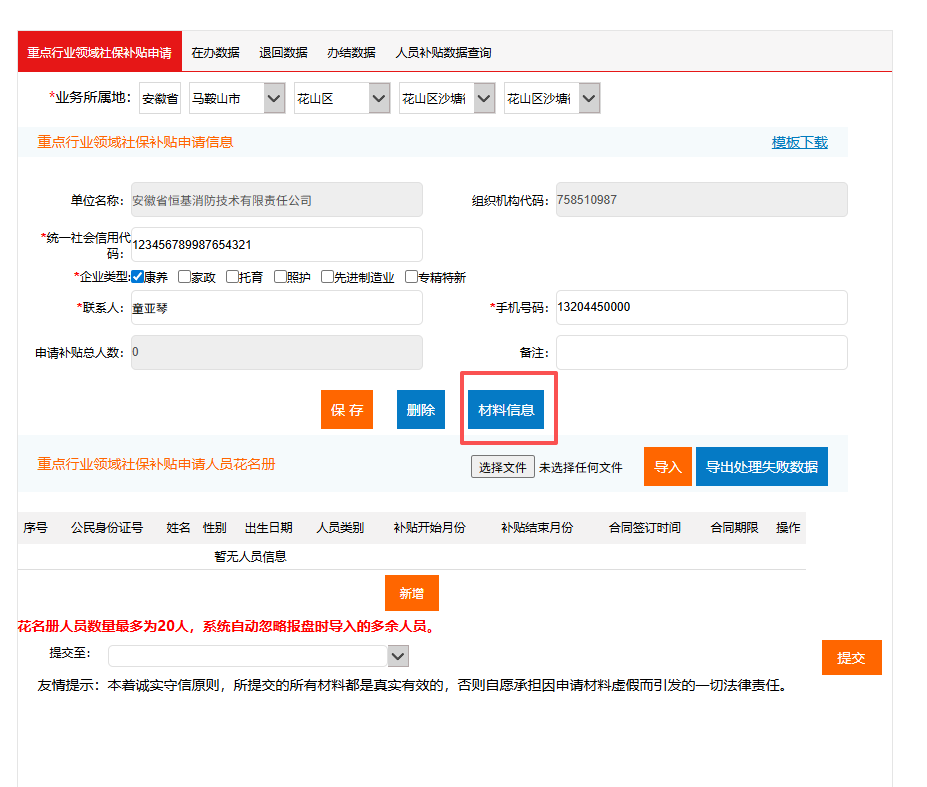 重点行业领域社保补贴申请 在办数据 退回数据 办结数据 人员补贴数据查询
*业务所属地: 安徽省 马鞍山市 花山区 花山区沙塘 花山区沙塘
重点行业领域社保补贴申请信息 模板下载
单位名称: 安徽省恒基消防技术有限责任公司 组织机构代码: 758510987
*统一社会信用代
码: 123456789987654321
*企业类型: 康养 家政 托育 照护 先进制造业 专精特新
*联系人: 童亚琴 *手机号码: 13204450000
申请补贴总人数: 0 备注:
保 存 删除 材料信息
重点行业领域社保补贴申请人员花名册 选择文件 未选择任何文件 导入 导出处理失败数据
序号 公民身份证号 姓名 性别 出生日期 人员类别 补贴开始月份 补贴结束月份 合同签订时间 合同期限 操作
暂无人员信息
新增
花名册人员数量最多为20人，系统自动忽略报盘时导入的多余人员。
提交至: 提交
友情提示：本着诚实守信原则，所提交的所有材料都是真实有效的，否则自愿承担因申请材料虚假而引发的一切法律责任。